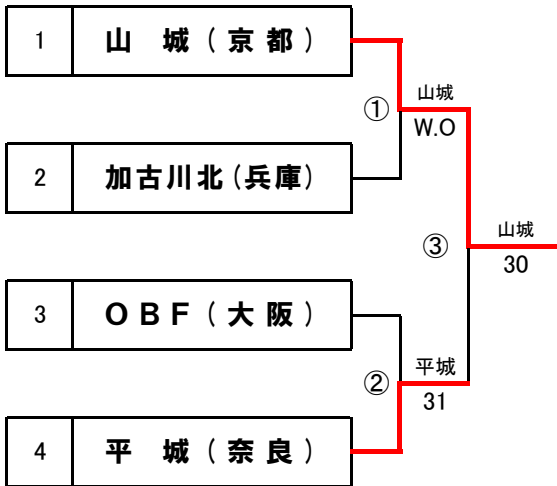 1 山 城 ( 京 都 )
山城
①
W.O
2 加古川北 (兵庫)
山城
③
30
3 OBF ( 大 阪 )
平城
②
31
4 平 城 ( 奈 良 )